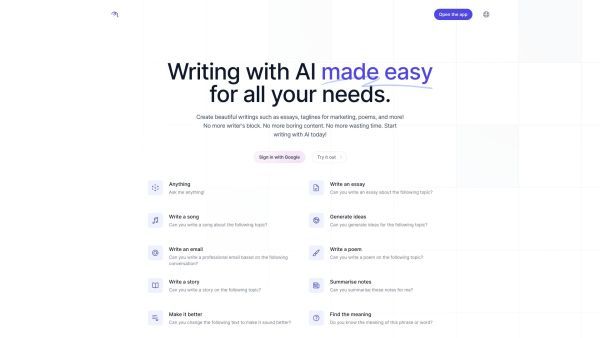 Open the app
Writing with AI made easy
for all your needs.
Create beautiful writings such as essays, taglines for marketing, poems, and more!
No more writer's block. No more boring content. No more wasting time. Start
writing with AI today!
Sign in with Google
Try it out
Anything
Ask me anything!
Write an essay
Can you write an essay about the following topic?
Write a song
Can you write a song about the following topic?
Generate ideas
Can you generate ideas for the following topic?
Write an email
Can you write a professional email based on the following
conversation?
Write a poem
Can you write a poem on the following topic?
Write a story
Can you write a story on the following topic?
Summarise notes
Can you summarise these notes for me?
Make it better
Can you change the following text to make it sound better?
Find the meaning
Do you know the meaning of this phrase or word?